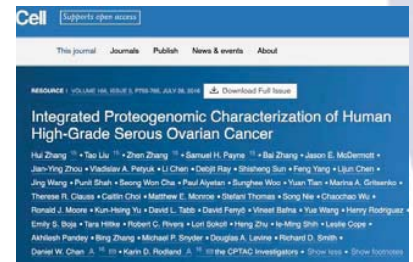 Cell Supports open access
This journal Journals Publish News & events About
RESOURCE | VOLUME 166, ISSUE 3, P755-765, JULY 28, 2016 Download Full Issue
Integrated Proteogenomic Characterization of Human
High-Grade Serous Ovarian Cancer
Hui Zhang • Tao Liu • Zhen Zhang • Samuel H. Payne • Bai Zhang • Jason E. McDermott •
Jian-Ying Zhou • Vladislav A. Petyuk • Li Chen • Debjit Ray • Shisheng Sun • Feng Yang • Lijun Chen •
Jing Wang • Punit Shah • Seong Won Cha • Paul Aiyetan • Sunghee Woo • Yuan Tian • Marina A. Gritsenko •
Therese R. Clauss • Caitlin Choi • Matthew E. Monroe • Stefani Thomas • Song Nie • Chaochao Wu •
Ronald J. Moore • Kun-Hsing Yu • David L. Tabb • David Fenyö • Vineet Bafna • Yue Wang • Henry Rodriguez •
Emily S. Boja • Tara Hiltke • Robert C. Rivers • Lori Sokoll • Heng Zhu • Ie-Ming Shih • Leslie Cope •
Akhilesh Pandey • Bing Zhang • Michael P. Snyder • Douglas A. Levine • Richard D. Smith •
Daniel W. Chan • Karin D. Rodland • the CPTAC Investigators • Show less • Show footnotes